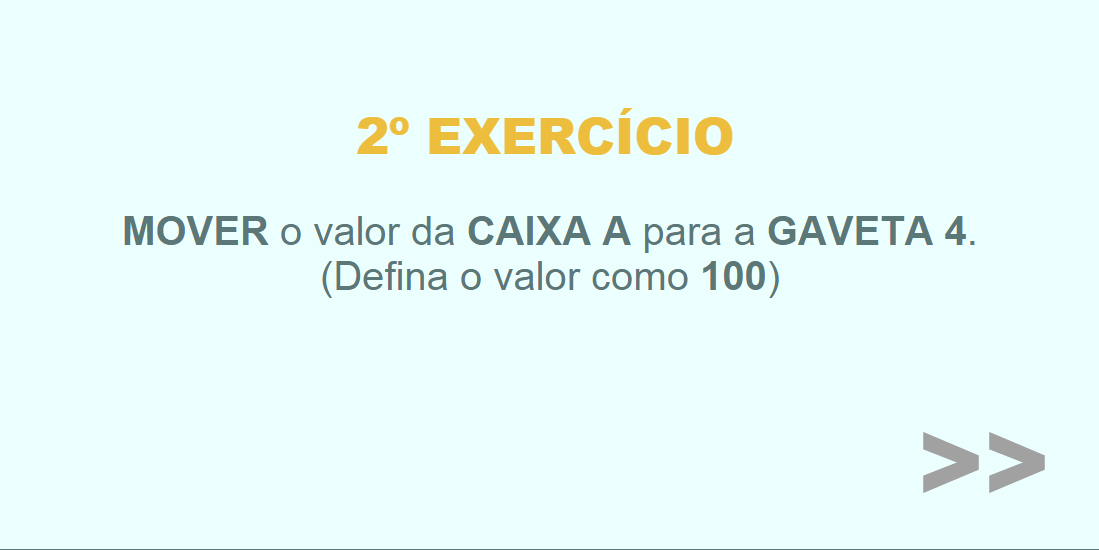 2º EXERCÍCIO
MOVER o valor da CAIXA A para a GAVETA 4.
(Defina o valor como 100)
>>